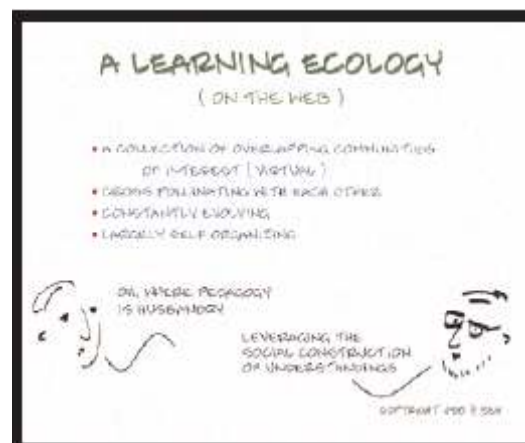 A LEARNING ECOLOGY
( ON THE WEB )
A COLLECTION OF OVERLAPPING COMMUNITIES
OF INTEREST ( VIRTUAL )
CROSS POLLINATING WITH EACH OTHER
CONSTANTLY EVOLVING
LARGELY SELF ORGANIZING
OR, WHERE PEDAGOGY
IS HUSBANDRY
LEVERAGING THE
SOCIAL CONSTRUCTION
OF UNDERSTANDINGS
COPYRIGHT